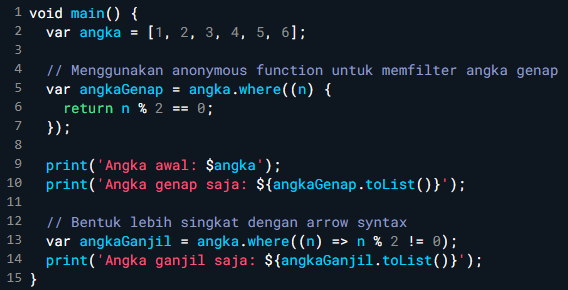 1 void main() {
2   var angka = [1, 2, 3, 4, 5, 6];
3
4   // Menggunakan anonymous function untuk memfilter angka genap
5   var angkaGenap = angka.where((n) {
6     return n % 2 == 0;
7   });
8
9   print('Angka awal: $angka');
10   print('Angka genap saja: ${angkaGenap.toList()}');
11
12   // Bentuk lebih singkat dengan arrow syntax
13   var angkaGanjil = angka.where((n) => n % 2 != 0);
14   print('Angka ganjil saja: ${angkaGanjil.toList()}');
15 }